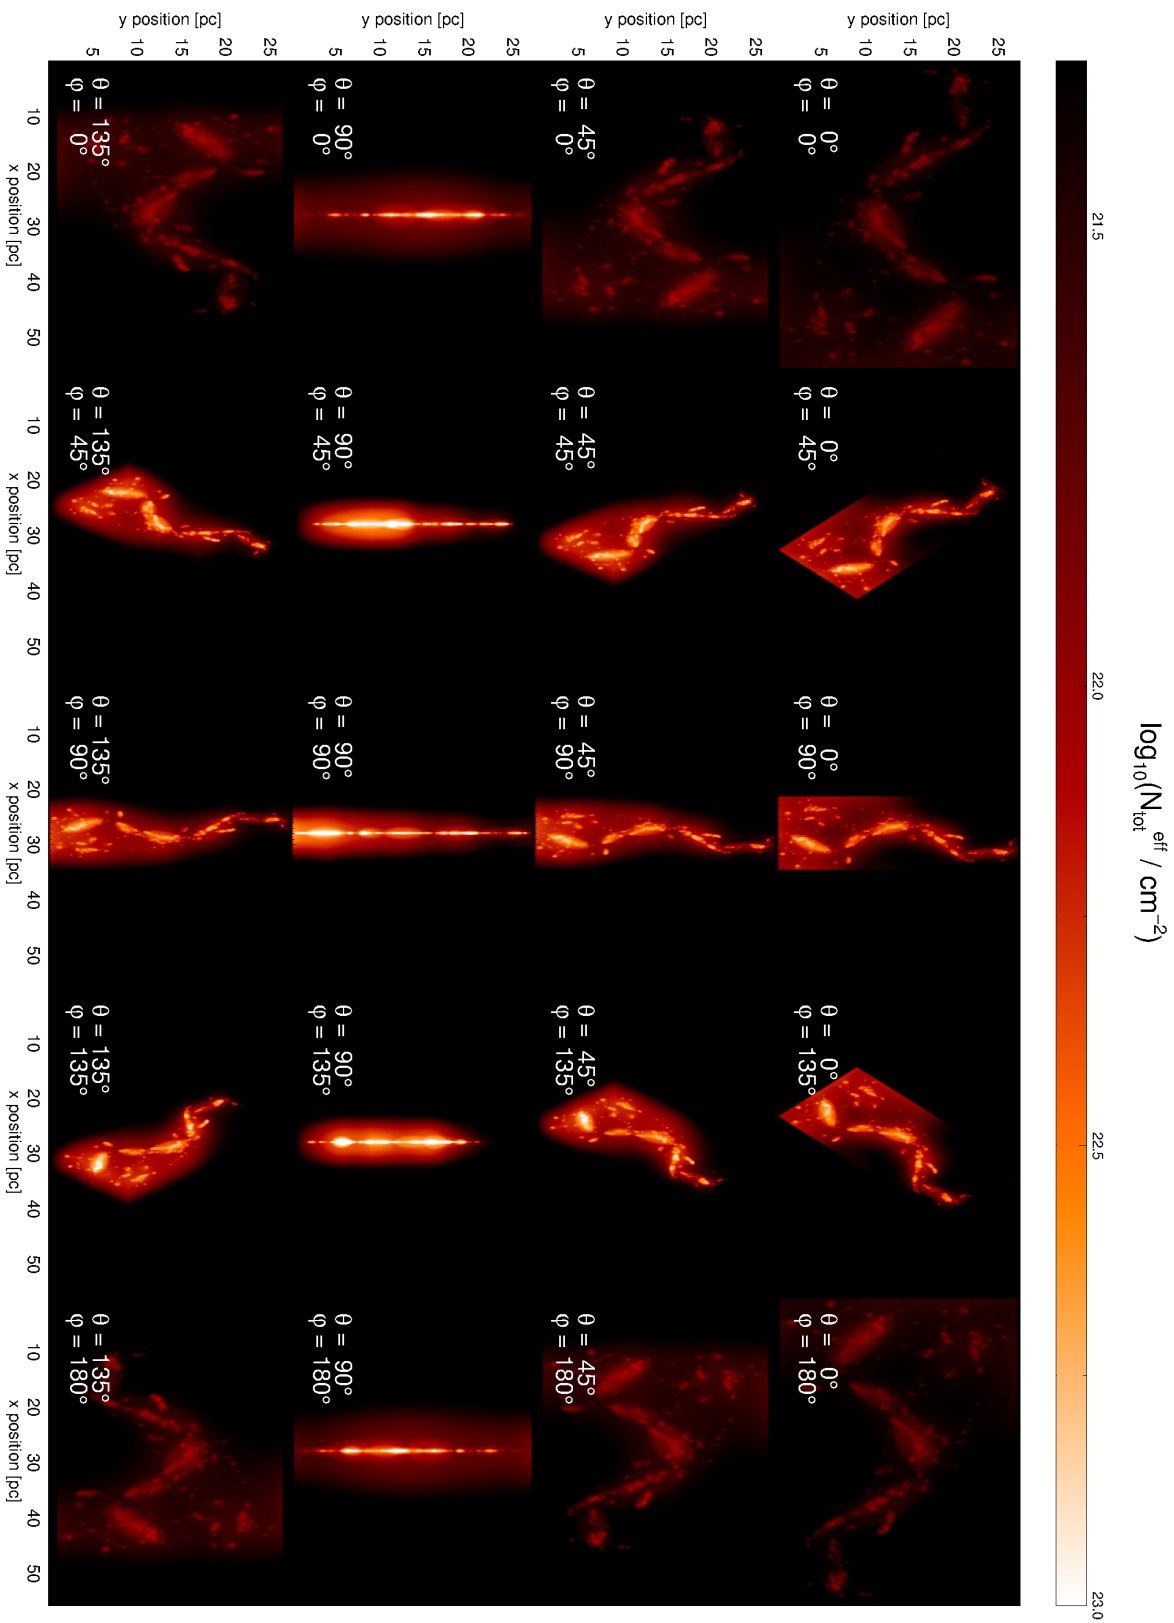 log₁₀(N_tot^eff / cm⁻²)
21.5 22.0 22.5 23.0
y position [pc]
25
20
15
10
5
θ = 0°
φ = 0°
θ = 0°
φ = 45°
θ = 0°
φ = 90°
θ = 0°
φ = 135°
θ = 0°
φ = 180°
y position [pc]
25
20
15
10
5
θ = 45°
φ = 0°
θ = 45°
φ = 45°
θ = 45°
φ = 90°
θ = 45°
φ = 135°
θ = 45°
φ = 180°
y position [pc]
25
20
15
10
5
θ = 90°
φ = 0°
θ = 90°
φ = 45°
θ = 90°
φ = 90°
θ = 90°
φ = 135°
θ = 90°
φ = 180°
y position [pc]
25
20
15
10
5
θ = 135°
φ = 0°
θ = 135°
φ = 45°
θ = 135°
φ = 90°
θ = 135°
φ = 135°
θ = 135°
φ = 180°
10 20 30 40 50
x position [pc]
10 20 30 40 50
x position [pc]
10 20 30 40 50
x position [pc]
10 20 30 40 50
x position [pc]
10 20 30 40 50
x position [pc]